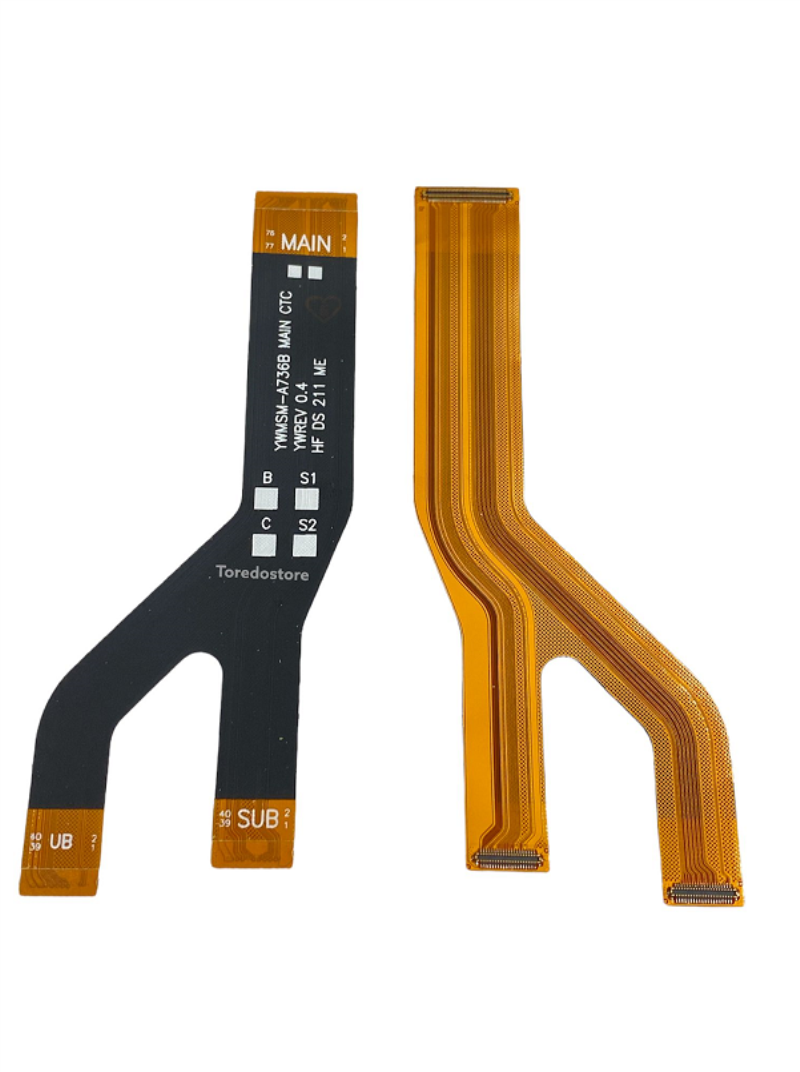 76 MAIN 2
77 1
YWMSM-A736B MAIN CTC
YWREV 0.4
HF DS 211 ME
B S1
C S2
Toredostore
40 SUB 2
39 1
40 UB 2
39 1